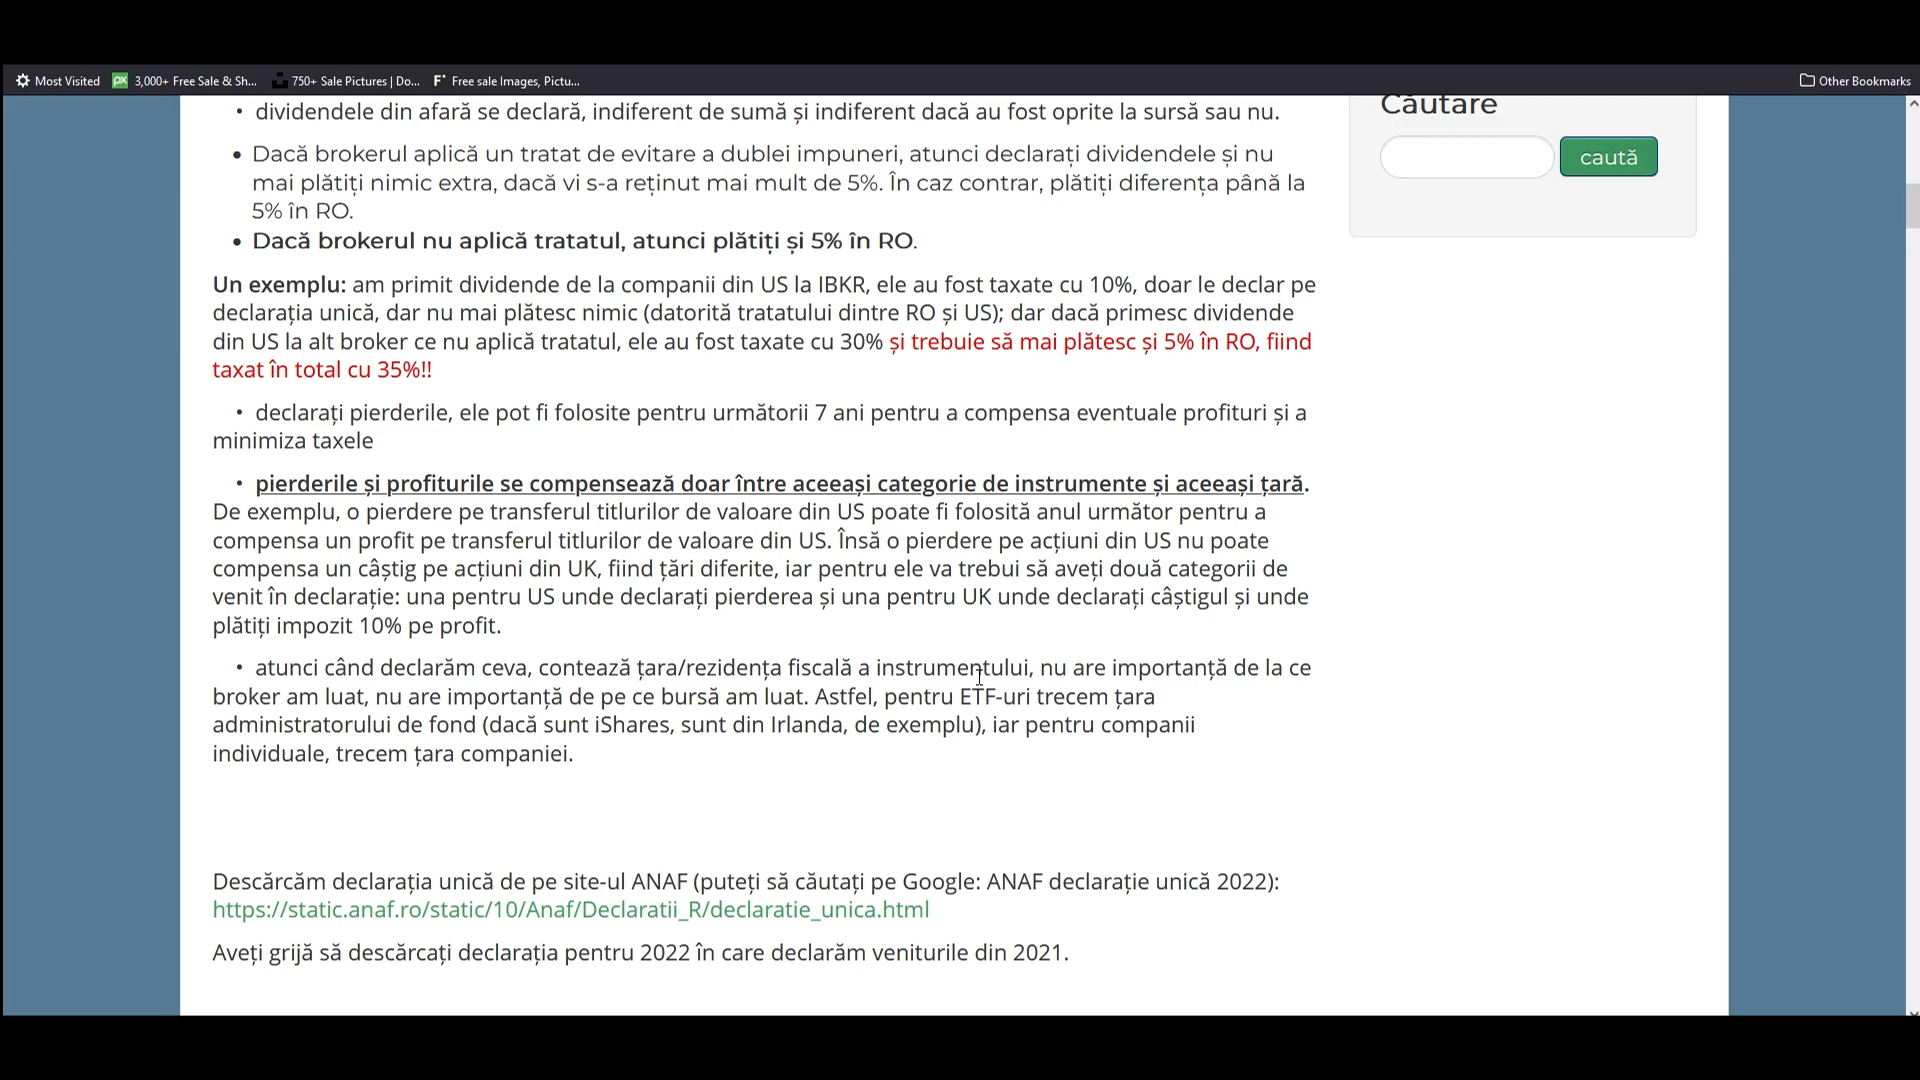 Most Visited
3,000+ Free Sale & Sh...
750+ Sale Pictures | Do...
Free sale Images, Pictu...
Other Bookmarks
• dividendele din afară se declară, indiferent de sumă și indiferent dacă au fost oprite la sursă sau nu.
• Dacă brokerul aplică un tratat de evitare a dublei impuneri, atunci declarați dividendele și nu
mai plătiți nimic extra, dacă vi s-a reținut mai mult de 5%. În caz contrar, plătiți diferența până la
5% în RO.
• Dacă brokerul nu aplică tratatul, atunci plătiți și 5% în RO.
Un exemplu: am primit dividende de la companii din US la IBKR, ele au fost taxate cu 10%, doar le declar pe
declarația unică, dar nu mai plătesc nimic (datorită tratatului dintre RO și US); dar dacă primesc dividende
din US la alt broker ce nu aplică tratatul, ele au fost taxate cu 30% și trebuie să mai plătesc și 5% în RO, fiind
taxat în total cu 35%!!
• declarați pierderile, ele pot fi folosite pentru următorii 7 ani pentru a compensa eventuale profituri și a
minimiza taxele
• pierderile și profiturile se compensează doar între aceeași categorie de instrumente și aceeași țară.
De exemplu, o pierdere pe transferul titlurilor de valoare din US poate fi folosită anul următor pentru a
compensa un profit pe transferul titlurilor de valoare din US. Însă o pierdere pe acțiuni din US nu poate
compensa un câștig pe acțiuni din UK, fiind țări diferite, iar pentru ele va trebui să aveți două categorii de
venit în declarație: una pentru US unde declarați pierderea și una pentru UK unde declarați câștigul și unde
plătiți impozit 10% pe profit.
• atunci când declarăm ceva, contează țara/rezidența fiscală a instrumentului, nu are importanță de la ce
broker am luat, nu are importanță de pe ce bursă am luat. Astfel, pentru ETF-uri trecem țara
administratorului de fond (dacă sunt iShares, sunt din Irlanda, de exemplu), iar pentru companii
individuale, trecem țara companiei.
Descărcăm declarația unică de pe site-ul ANAF (puteți să căutați pe Google: ANAF declarație unică 2022):
https://static.anaf.ro/static/10/Anaf/Declaratii_R/declaratie_unica.html
Aveți grijă să descărcați declarația pentru 2022 în care declarăm veniturile din 2021.
Căutare
caută